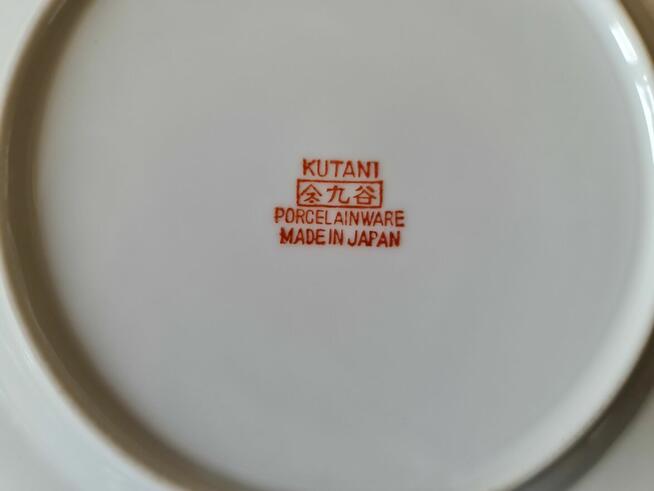 KUTANI
九谷
PORCELAINWARE
MADE IN JAPAN